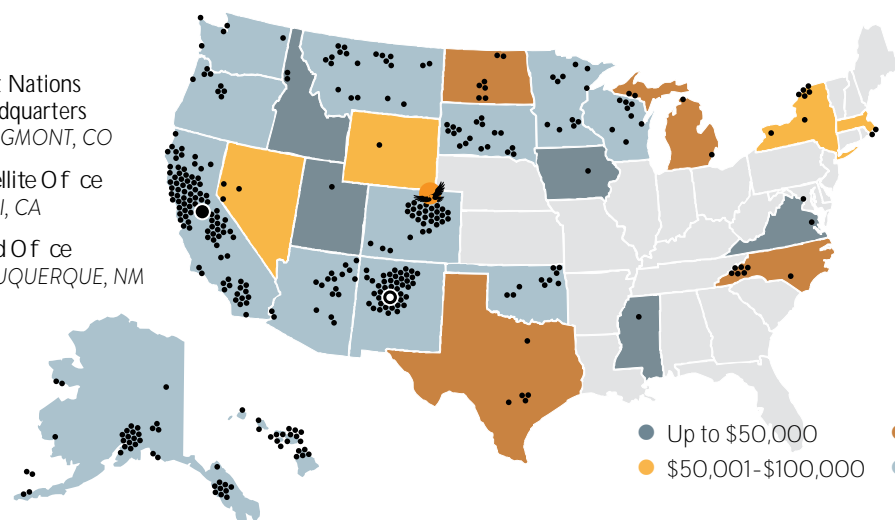 Nations
dquarters
GMONT, CO
llite Of ce
I, CA
d Of ce
UQUERQUE, NM
Up to $50,000
$50,001-$100,000